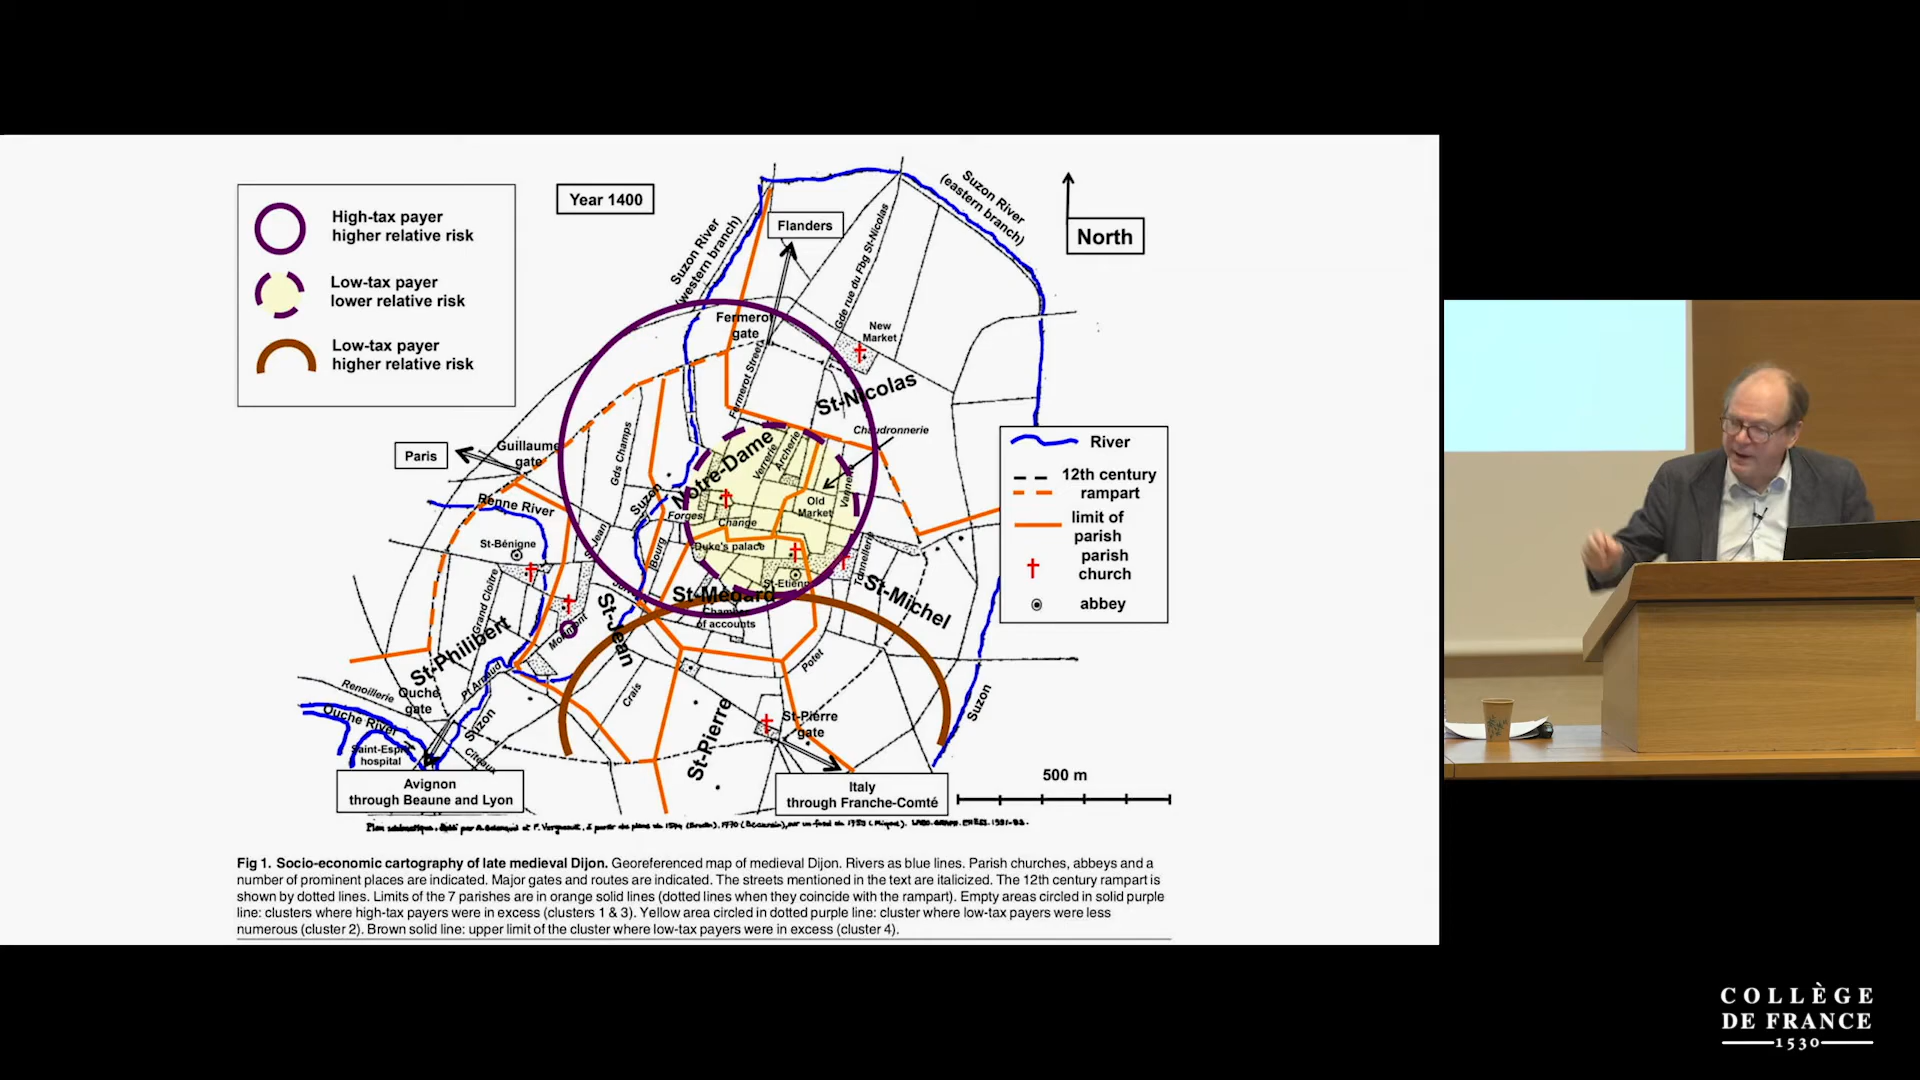 High-tax payer
higher relative risk
Low-tax payer
lower relative risk
Low-tax payer
higher relative risk
Year 1400
North
Suzon River
(eastern branch)
Suzon River
(western branch)
Flanders
Gde rue du Fbg St-Nicolas
Fermerot
gate
New
Market
Fermerot Street
St-Nicolas
Chaudronnerie
Paris
Guillaume
gate
Gds Champs
Notre-Dame
Verrerie
Archerie
Vannerie
Old
Market
Renne River
Suzon
Forges
Change
St-Jean
Bourg
Duke's palace
St-Bénigne
Tonnellerie
St-Etienne
Grand Cloître
St-Médard
St-Michel
Chamber
of accounts
St-Jean
Morimont
St-Philibert
Potet
Pt Arnaud
Crais
Renoillerie
Ouche
gate
Ouche River
Suzon
Suzon
St-Pierre
St-Pierre
gate
Saint-Esprit
hospital
Cîteaux
Avignon
through Beaune and Lyon
Italy
through Franche-Comté
500 m
River
12th century
rampart
limit of
parish
parish
church
abbey
Fig 1. Socio-economic cartography of late medieval Dijon. Georeferenced map of medieval Dijon. Rivers as blue lines. Parish churches, abbeys and a
number of prominent places are indicated. Major gates and routes are indicated. The streets mentioned in the text are italicized. The 12th century rampart is
shown by dotted lines. Limits of the 7 parishes are in orange solid lines (dotted lines when they coincide with the rampart). Empty areas circled in solid purple
line: clusters where high-tax payers were in excess (clusters 1 & 3). Yellow area circled in dotted purple line: cluster where low-tax payers were less
numerous (cluster 2). Brown solid line: upper limit of the cluster where low-tax payers were in excess (cluster 4).
COLLÈGE
DE FRANCE
1530